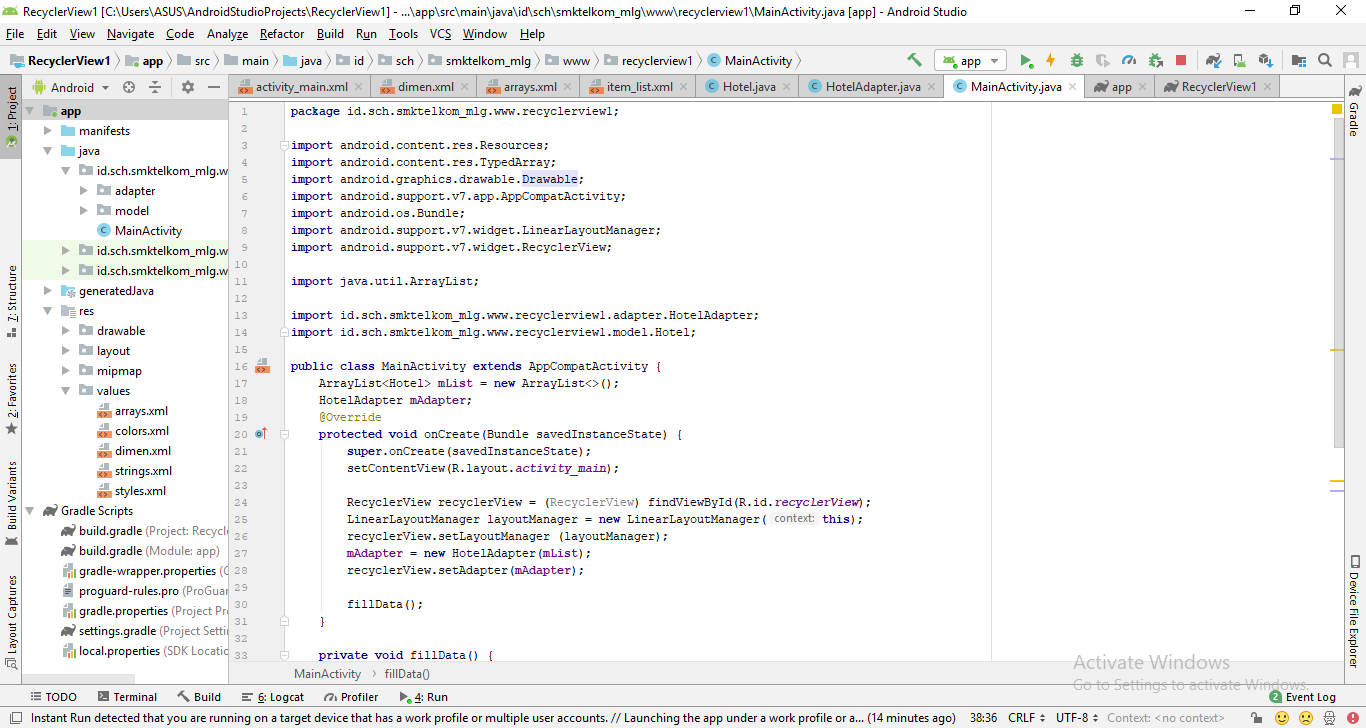 RecyclerView1 [C:\Users\ASUS\AndroidStudioProjects\RecyclerView1] - ...\app\src\main\java\id\sch\smktelkom_mlg\www\recyclerview1\MainActivity.java [app] - Android Studio
File Edit View Navigate Code Analyze Refactor Build Run Tools VCS Window Help
RecyclerView1 app src main java id sch smktelkom_mlg www recyclerview1 MainActivity app
Android activity_main.xml dimen.xml arrays.xml item_list.xml Hotel.java HotelAdapter.java MainActivity.java app RecyclerView1
1: Project
7: Structure
2: Favorites
Build Variants
Layout Captures
app
manifests
java
id.sch.smktelkom_mlg.w
adapter
model
MainActivity
id.sch.smktelkom_mlg.w
id.sch.smktelkom_mlg.w
generatedJava
res
drawable
layout
mipmap
values
arrays.xml
colors.xml
dimen.xml
strings.xml
styles.xml
Gradle Scripts
build.gradle (Project: Recycl
build.gradle (Module: app)
gradle-wrapper.properties (G
proguard-rules.pro (ProGuar
gradle.properties (Project Pr
settings.gradle (Project Setti
local.properties (SDK Locatio
1 package id.sch.smktelkom_mlg.www.recyclerview1;
2
3 import android.content.res.Resources;
4 import android.content.res.TypedArray;
5 import android.graphics.drawable.Drawable;
6 import android.support.v7.app.AppCompatActivity;
7 import android.os.Bundle;
8 import android.support.v7.widget.LinearLayoutManager;
9 import android.support.v7.widget.RecyclerView;
10
11 import java.util.ArrayList;
12
13 import id.sch.smktelkom_mlg.www.recyclerview1.adapter.HotelAdapter;
14 import id.sch.smktelkom_mlg.www.recyclerview1.model.Hotel;
15
16 public class MainActivity extends AppCompatActivity {
17 ArrayList<Hotel> mList = new ArrayList<>();
18 HotelAdapter mAdapter;
19 @Override
20 protected void onCreate(Bundle savedInstanceState) {
21 super.onCreate(savedInstanceState);
22 setContentView(R.layout.activity_main);
23
24 RecyclerView recyclerView = (RecyclerView) findViewById(R.id.recyclerView);
25 LinearLayoutManager layoutManager = new LinearLayoutManager( context: this);
26 recyclerView.setLayoutManager (layoutManager);
27 mAdapter = new HotelAdapter(mList);
28 recyclerView.setAdapter(mAdapter);
29
30 fillData();
31 }
32
33 private void fillData() {
MainActivity fillData()
Gradle
Device File Explorer
Activate Windows
Go to Settings to activate Windows.
TODO Terminal Build 6: Logcat Profiler 4: Run 2 Event Log
Instant Run detected that you are running on a target device that has a work profile or multiple user accounts. // Launching the app under a work profile or a... (14 minutes ago) 38:36 CRLF UTF-8 Context: <no context>